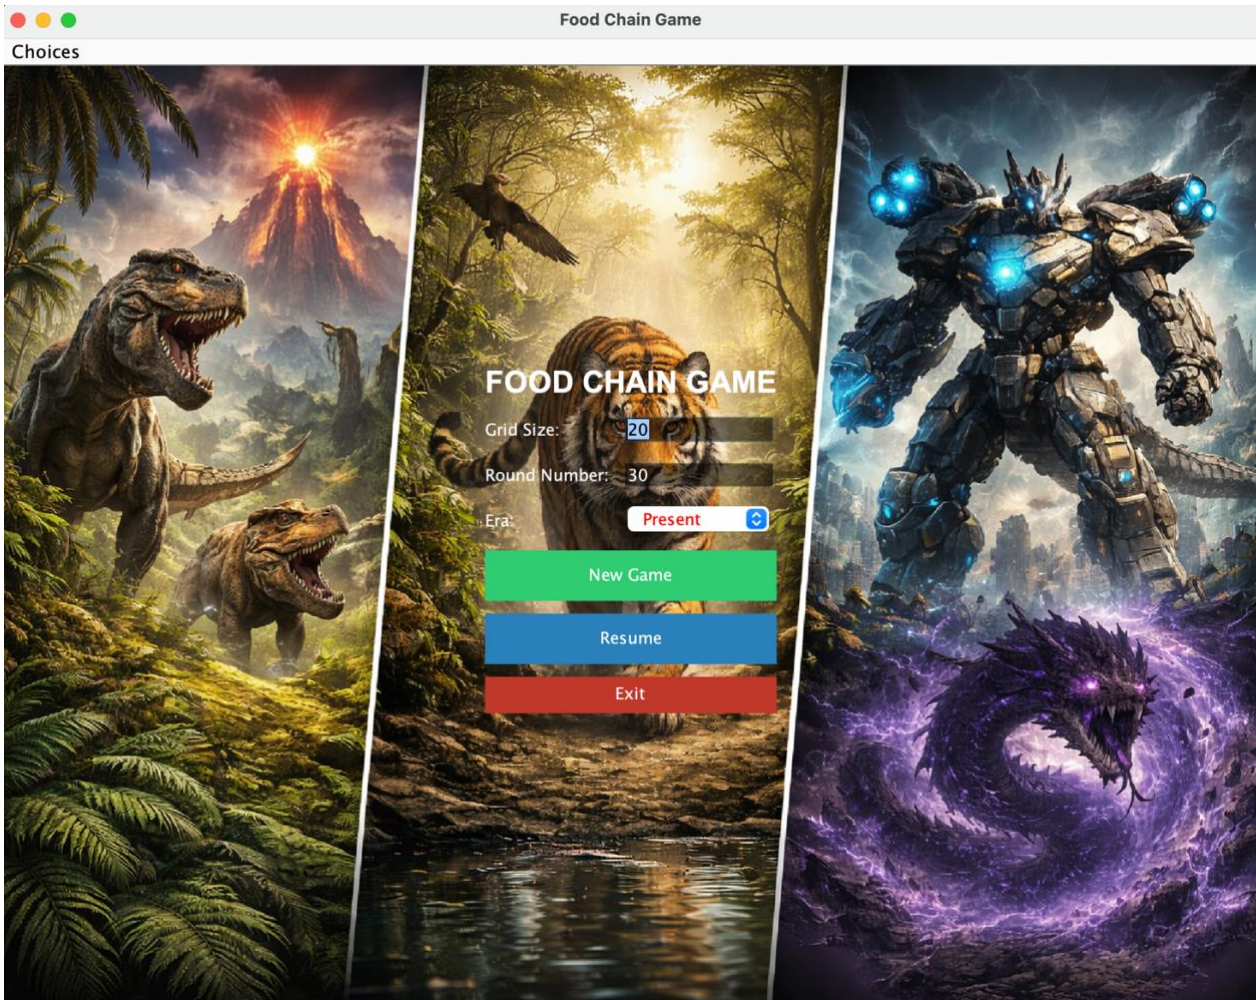 Food Chain Game
Choices
FOOD CHAIN GAME
Grid Size: 20
Round Number: 30
Era: Present
New Game
Resume
Exit